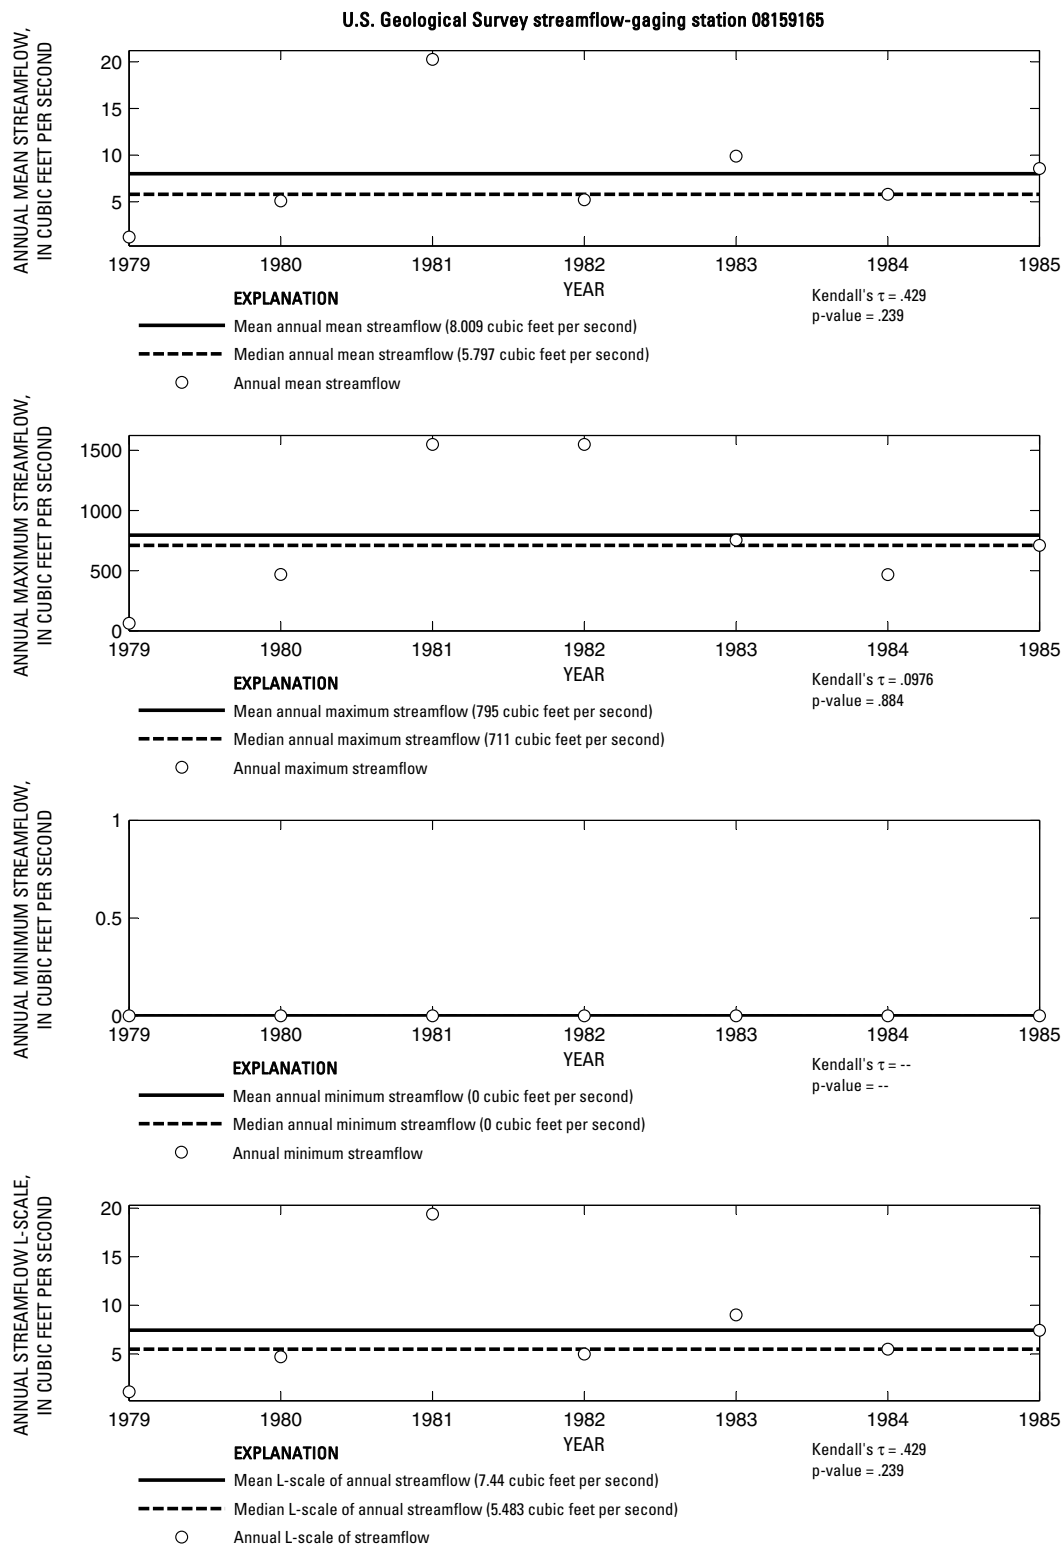 U.S. Geological Survey streamflow-gaging station 08159165
ANNUAL MEAN STREAMFLOW,
IN CUBIC FEET PER SECOND
20
15
10
5
1979 1980 1981 1982 1983 1984 1985
YEAR
Kendall's τ = .429
p-value = .239
EXPLANATION
Mean annual mean streamflow (8.009 cubic feet per second)
Median annual mean streamflow (5.797 cubic feet per second)
Annual mean streamflow
ANNUAL MAXIMUM STREAMFLOW,
IN CUBIC FEET PER SECOND
1500
1000
500
0
1979 1980 1981 1982 1983 1984 1985
YEAR
Kendall's τ = .0976
p-value = .884
EXPLANATION
Mean annual maximum streamflow (795 cubic feet per second)
Median annual maximum streamflow (711 cubic feet per second)
Annual maximum streamflow
ANNUAL MINIMUM STREAMFLOW,
IN CUBIC FEET PER SECOND
1
0.5
0
1979 1980 1981 1982 1983 1984 1985
YEAR
Kendall's τ = --
p-value = --
EXPLANATION
Mean annual minimum streamflow (0 cubic feet per second)
Median annual minimum streamflow (0 cubic feet per second)
Annual minimum streamflow
ANNUAL STREAMFLOW L-SCALE,
IN CUBIC FEET PER SECOND
20
15
10
5
1979 1980 1981 1982 1983 1984 1985
YEAR
Kendall's τ = .429
p-value = .239
EXPLANATION
Mean L-scale of annual streamflow (7.44 cubic feet per second)
Median L-scale of annual streamflow (5.483 cubic feet per second)
Annual L-scale of streamflow